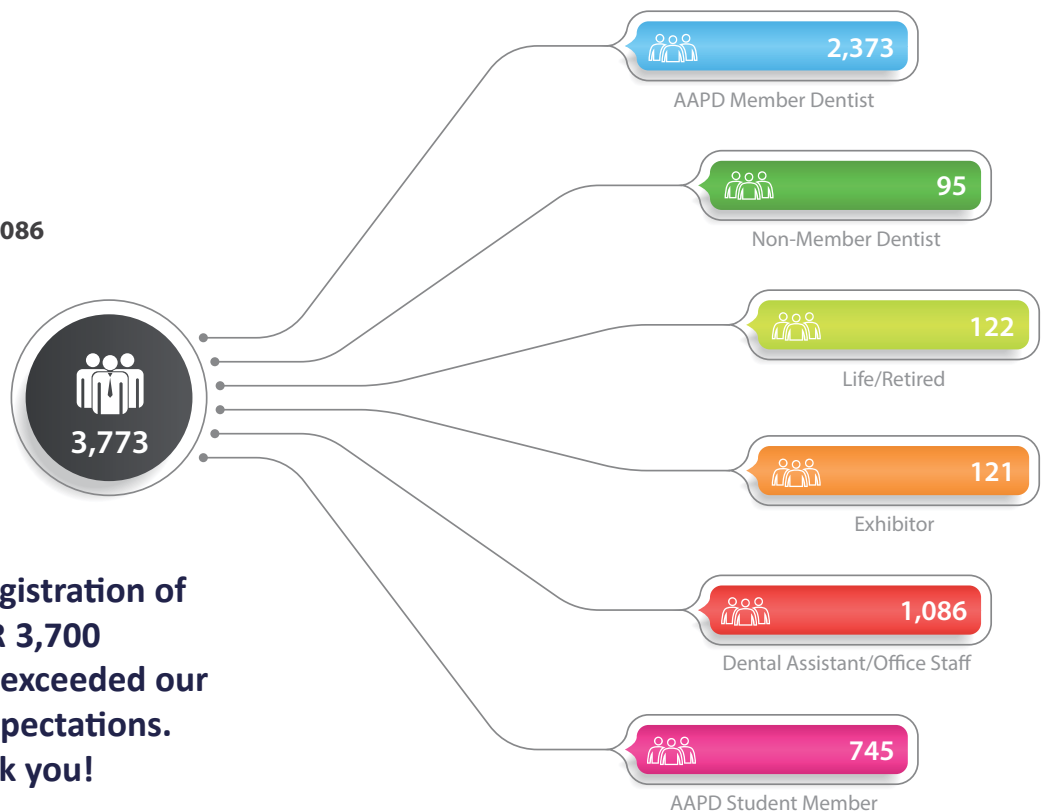 2,373
AAPD Member Dentist
95
Non-Member Dentist
086
122
Life/Retired
3,773
121
Exhibitor
gistration of
R 3,700
exceeded our
pectations.
k you!
1,086
Dental Assistant/Office Staff
745
AAPD Student Member